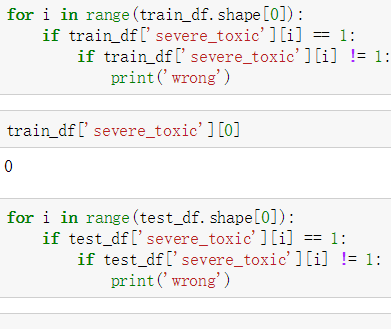 for i in range(train_df.shape[0]):
    if train_df['severe_toxic'][i] == 1:
        if train_df['severe_toxic'][i] != 1:
            print('wrong')
train_df['severe_toxic'][0]
0
for i in range(test_df.shape[0]):
    if test_df['severe_toxic'][i] == 1:
        if test_df['severe_toxic'][i] != 1:
            print('wrong')